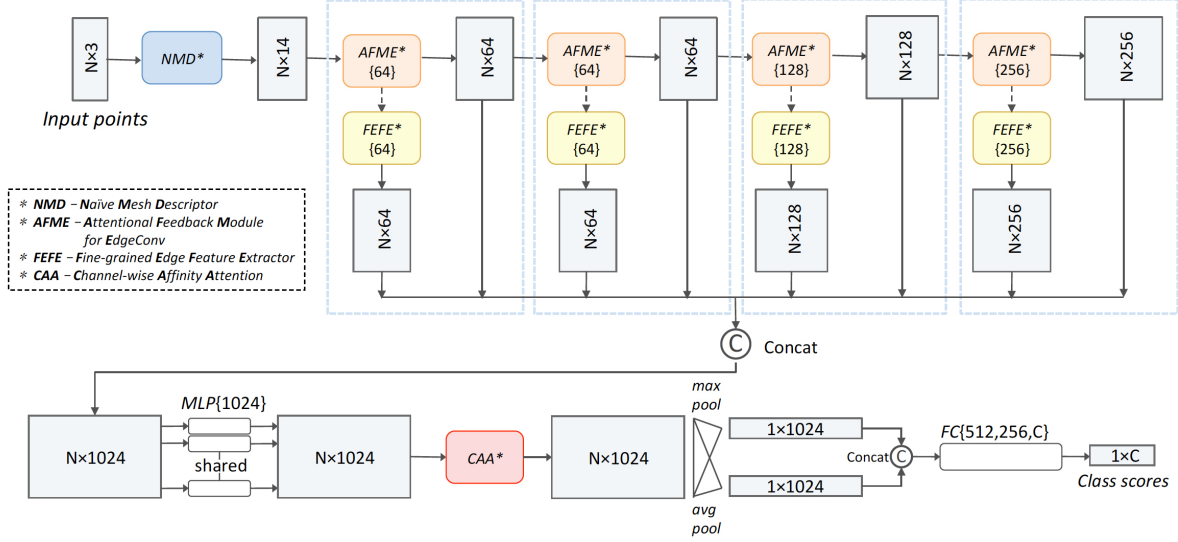 N×3
NMD*
N×14
AFME*
{64}
N×64
AFME*
{64}
N×64
AFME*
{128}
N×128
AFME*
{256}
N×256
Input points
FEFE*
{64}
FEFE*
{64}
FEFE*
{128}
FEFE*
{256}
N×64
N×64
N×128
N×256
* NMD – Naïve Mesh Descriptor
* AFME – Attentional Feedback Module
for EdgeConv
* FEFE – Fine-grained Edge Feature Extractor
* CAA – Channel-wise Affinity Attention
C Concat
MLP{1024}
max
pool
N×1024
shared
N×1024
CAA*
N×1024
1×1024
1×1024
avg
pool
Concat C
FC{512,256,C}
1×C
Class scores